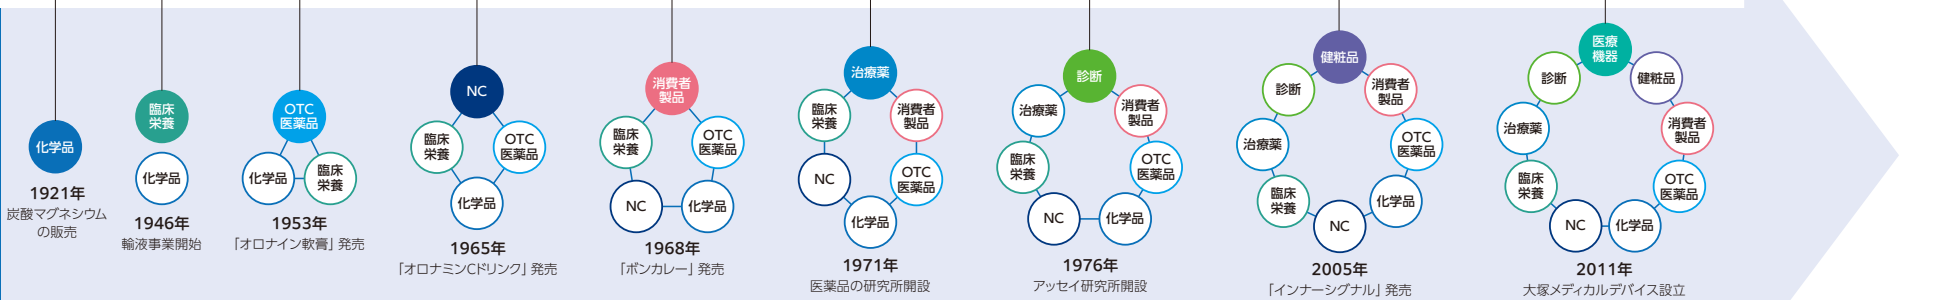 化学品
1921年
炭酸マグネシウム
の販売
臨床
栄養
化学品
1946年
輸液事業開始
OTC
医薬品
化学品
臨床
栄養
1953年
「オロナイン軟膏」発売
NC
臨床
栄養
OTC
医薬品
化学品
1965年
「オロナミンCドリンク」発売
消費者
製品
臨床
栄養
OTC
医薬品
NC
化学品
1968年
「ボンカレー」発売
治療薬
臨床
栄養
消費者
製品
NC
OTC
医薬品
化学品
1971年
医薬品の研究所開設
診断
治療薬
消費者
製品
臨床
栄養
OTC
医薬品
NC
化学品
1976年
アッセイ研究所開設
健粧品
診断
消費者
製品
治療薬
OTC
医薬品
臨床
栄養
化学品
NC
2005年
「インナーシグナル」発売
医療
機器
診断
健粧品
治療薬
消費者
製品
臨床
栄養
OTC
医薬品
NC
化学品
2011年
大塚メディカルデバイス設立